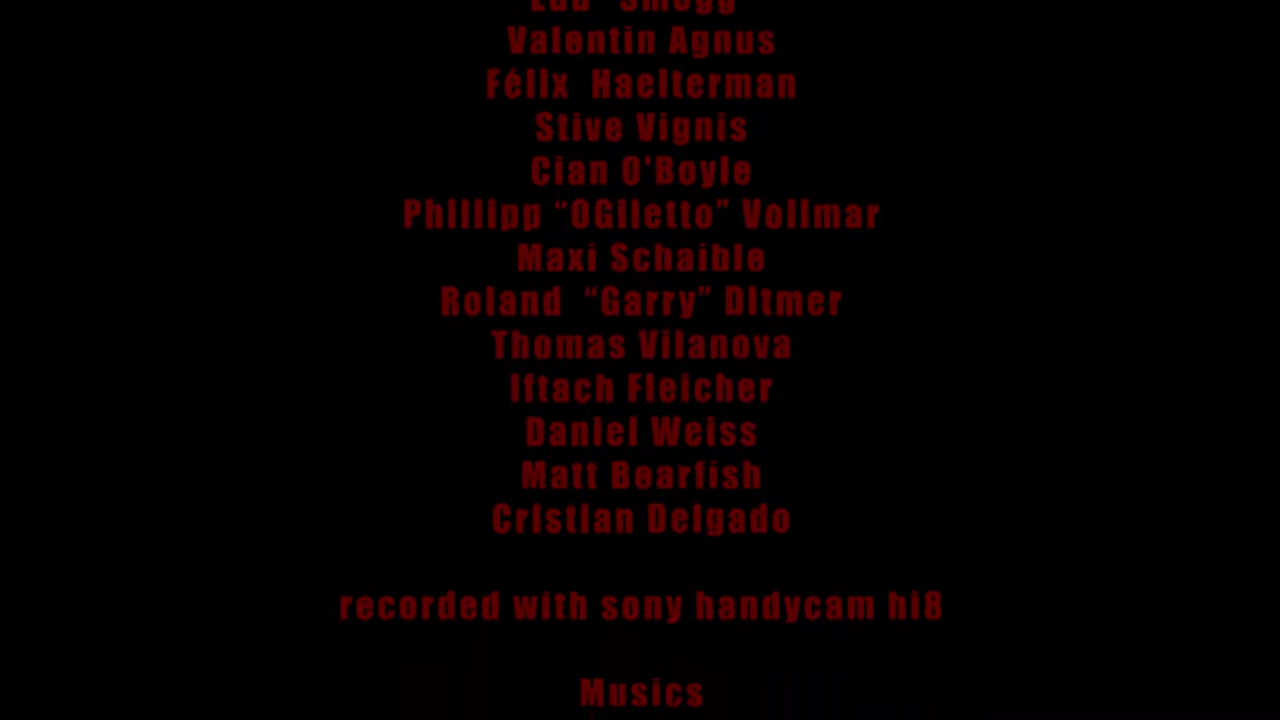 Valentin Agnus
Félix Haelterman
Stive Vignis
Cian O'Boyle
Phillipp “OGiletto” Vollmar
Maxi Schaible
Roland “Garry” Ditmer
Thomas Vilanova
Iftach Fleicher
Daniel Weiss
Matt Bearfish
Cristian Delgado
recorded with sony handycam hi8
Musics